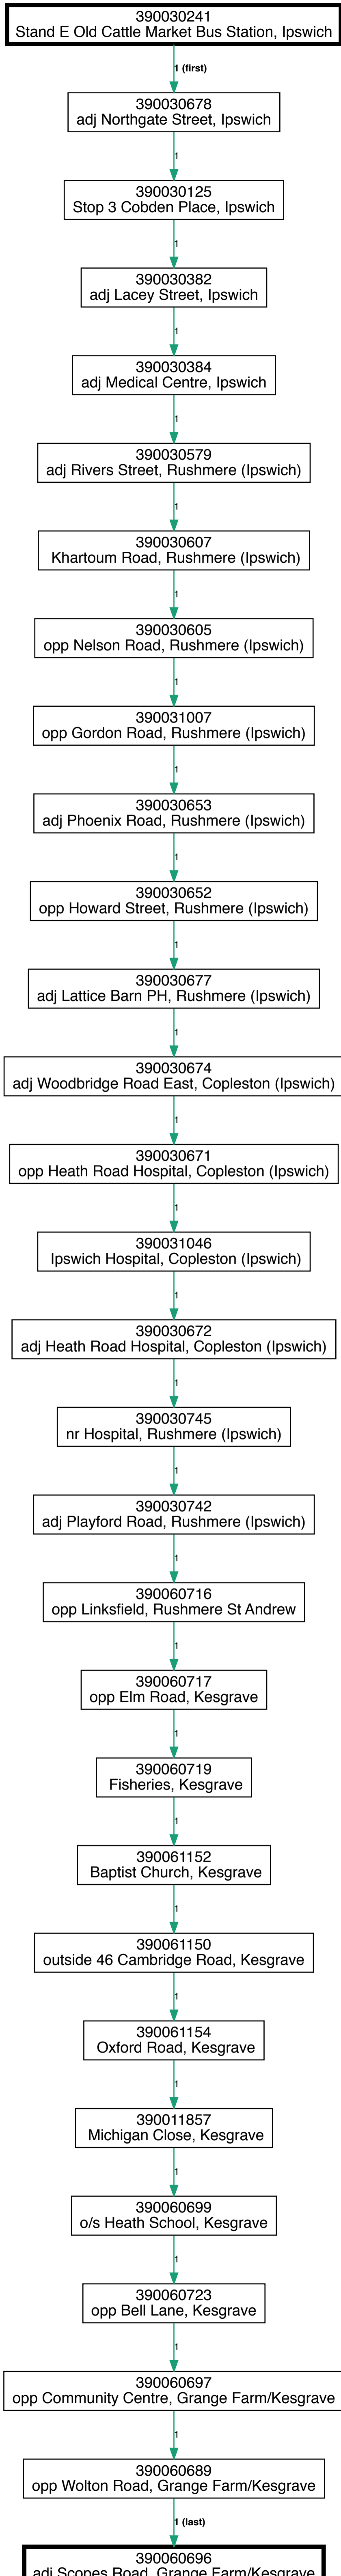 390030241
Stand E Old Cattle Market Bus Station, Ipswich
1 (first)
390030678
adj Northgate Street, Ipswich
1
390030125
Stop 3 Cobden Place, Ipswich
1
390030382
adj Lacey Street, Ipswich
1
390030384
adj Medical Centre, Ipswich
1
390030579
adj Rivers Street, Rushmere (Ipswich)
1
390030607
Khartoum Road, Rushmere (Ipswich)
1
390030605
opp Nelson Road, Rushmere (Ipswich)
1
390031007
opp Gordon Road, Rushmere (Ipswich)
1
390030653
adj Phoenix Road, Rushmere (Ipswich)
1
390030652
opp Howard Street, Rushmere (Ipswich)
1
390030677
adj Lattice Barn PH, Rushmere (Ipswich)
1
390030674
adj Woodbridge Road East, Copleston (Ipswich)
1
390030671
opp Heath Road Hospital, Copleston (Ipswich)
1
390031046
Ipswich Hospital, Copleston (Ipswich)
1
390030672
adj Heath Road Hospital, Copleston (Ipswich)
1
390030745
nr Hospital, Rushmere (Ipswich)
1
390030742
adj Playford Road, Rushmere (Ipswich)
1
390060716
opp Linksfield, Rushmere St Andrew
1
390060717
opp Elm Road, Kesgrave
1
390060719
Fisheries, Kesgrave
1
390061152
Baptist Church, Kesgrave
1
390061150
outside 46 Cambridge Road, Kesgrave
1
390061154
Oxford Road, Kesgrave
1
390011857
Michigan Close, Kesgrave
1
390060699
o/s Heath School, Kesgrave
1
390060723
opp Bell Lane, Kesgrave
1
390060697
opp Community Centre, Grange Farm/Kesgrave
1
390060689
opp Wolton Road, Grange Farm/Kesgrave
1 (last)
390060696
adj Scopes Road, Grange Farm/Kesgrave